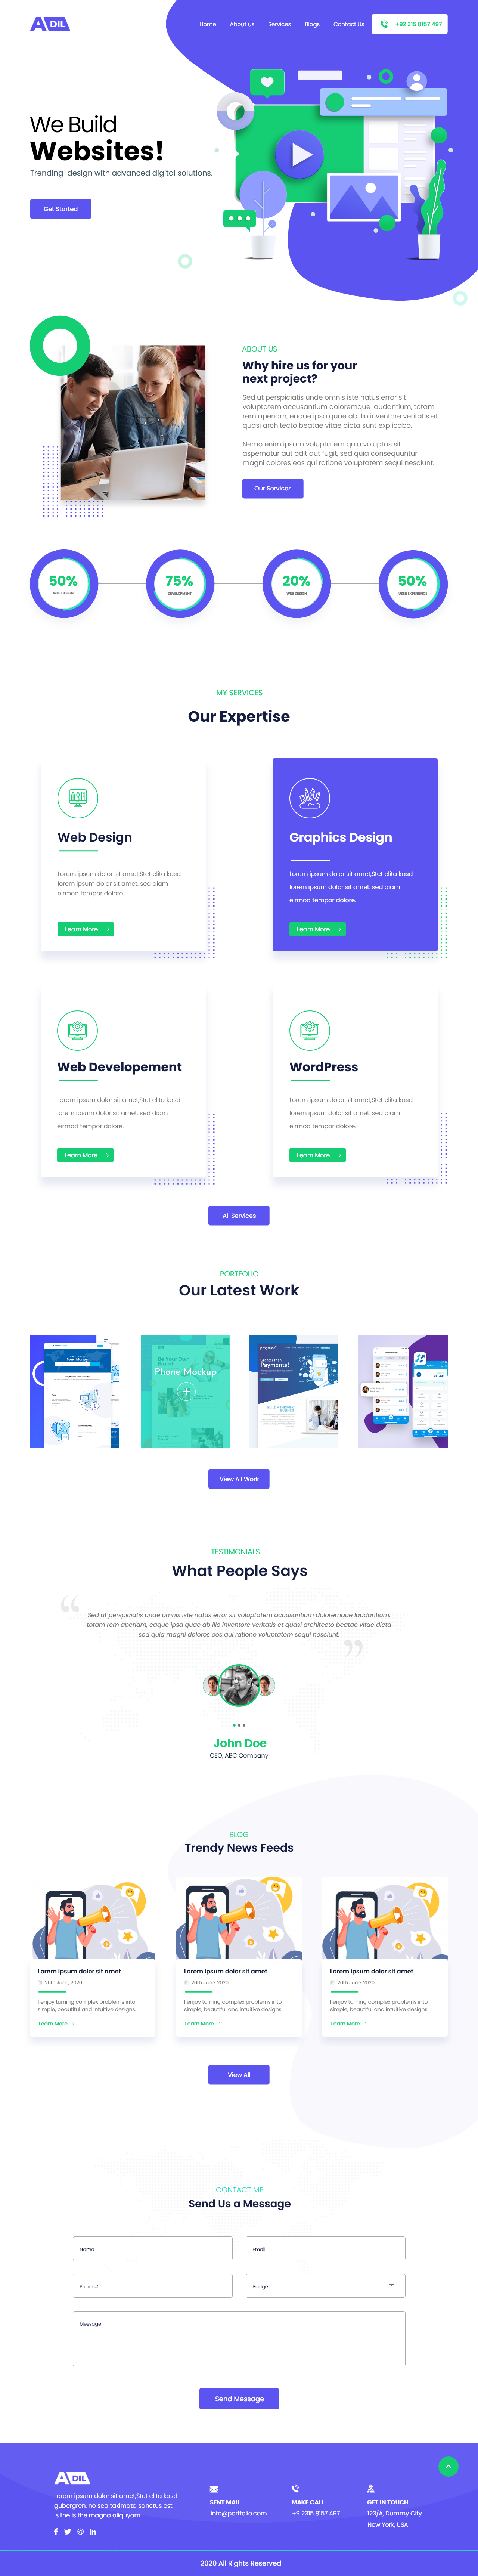 ADIL
Home About us Services Blogs Contact Us +92 315 8157 497
We Build
Websites!
Trending design with advanced digital solutions.
Get Started
ABOUT US
Why hire us for your
next project?
Sed ut perspiciatis unde omnis iste natus error sit
voluptatem accusantium doloremque laudantium, totam
rem aperiam, eaque ipsa quae ab illo inventore veritatis et
quasi architecto beatae vitae dicta sunt explicabo.
Nemo enim ipsam voluptatem quia voluptas sit
aspernatur aut odit aut fugit, sed quia consequuntur
magni dolores eos qui ratione voluptatem sequi nesciunt.
Our Services
50% 75% 20% 50%
WEB DESIGN DEVELOPMENT WEB DESIGN USER EXPERIENCE
MY SERVICES
Our Expertise
Web Design
Lorem ipsum dolor sit amet,Stet clita kasd
lorem ipsum dolor sit amet. sed diam
eirmod tempor dolore.
Learn More
Graphics Design
Lorem ipsum dolor sit amet,Stet clita kasd
lorem ipsum dolor sit amet. sed diam
eirmod tempor dolore.
Learn More
Web Developement
Lorem ipsum dolor sit amet,Stet clita kasd
lorem ipsum dolor sit amet. sed diam
eirmod tempor dolore.
Learn More
WordPress
Lorem ipsum dolor sit amet,Stet clita kasd
lorem ipsum dolor sit amet. sed diam
eirmod tempor dolore.
Learn More
All Services
PORTFOLIO
Our Latest Work
Phone Mockup
Payments!
View All Work
TESTIMONIALS
What People Says
Sed ut perspiciatis unde omnis iste natus error sit voluptatem accusantium doloremque laudantium,
totam rem aperiam, eaque ipsa quae ab illo inventore veritatis et quasi architecto beatae vitae dicta
sed quia magni dolores eos qui ratione voluptatem sequi nesciunt.
John Doe
CEO, ABC Company
BLOG
Trendy News Feeds
Lorem ipsum dolor sit amet
26th June, 2020
I enjoy turning complex problems into
simple, beautiful and intuitive designs.
Learn More
Lorem ipsum dolor sit amet
26th June, 2020
I enjoy turning complex problems into
simple, beautiful and intuitive designs.
Learn More
Lorem ipsum dolor sit amet
26th June, 2020
I enjoy turning complex problems into
simple, beautiful and intuitive designs.
Learn More
View All
CONTACT ME
Send Us a Message
Name Email
Phone# Budget
Message
Send Message
ADIL
Lorem ipsum dolor sit amet,Stet clita kasd
gubergren, no sea takimata sanctus est
is the is the magna aliquyam.
SENT MAIL
info@portfolio.com
MAKE CALL
+9 2315 8157 497
GET IN TOUCH
123/A, Dummy City
New York, USA
2020 All Rights Reserved